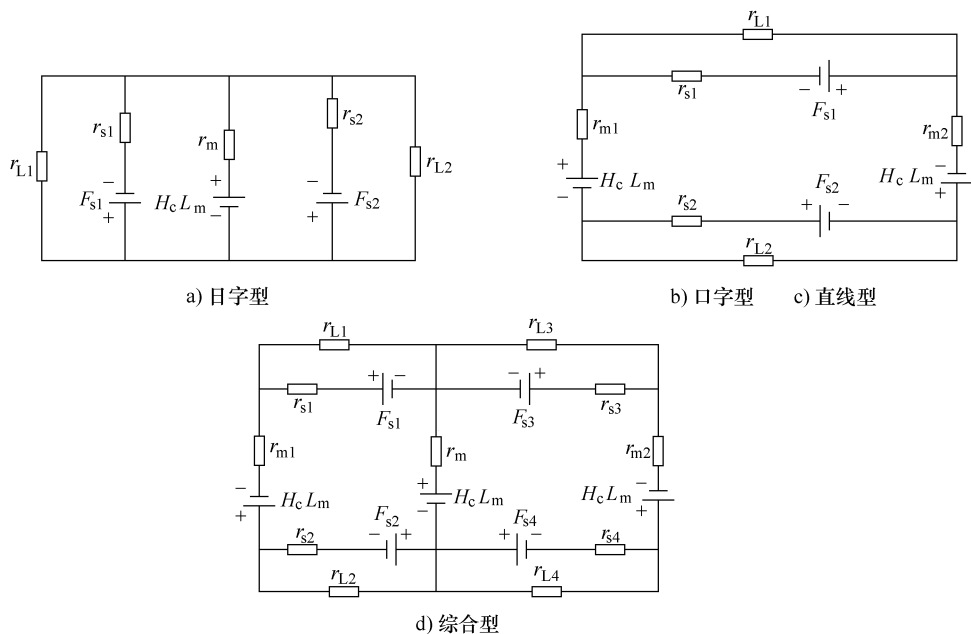 r_L1
r_s1
F_s1
−
+
r_m
+
H_c L_m
−
r_s2
−
F_s2
+
r_L2
a) 日字型
r_L1
r_s1
− +
F_s1
r_m1
+
H_c L_m
−
r_m2
−
H_c L_m
+
r_s2
F_s2
+ −
r_L2
b) 口字型 c) 直线型
r_L1
r_L3
+ −
− +
r_s1
F_s1
F_s3
r_s3
r_m1
r_m
r_m2
−
H_c L_m
+
+
H_c L_m
−
−
H_c L_m
+
r_s2
F_s2
− +
F_s4
+ −
r_s4
r_L2
r_L4
d) 综合型